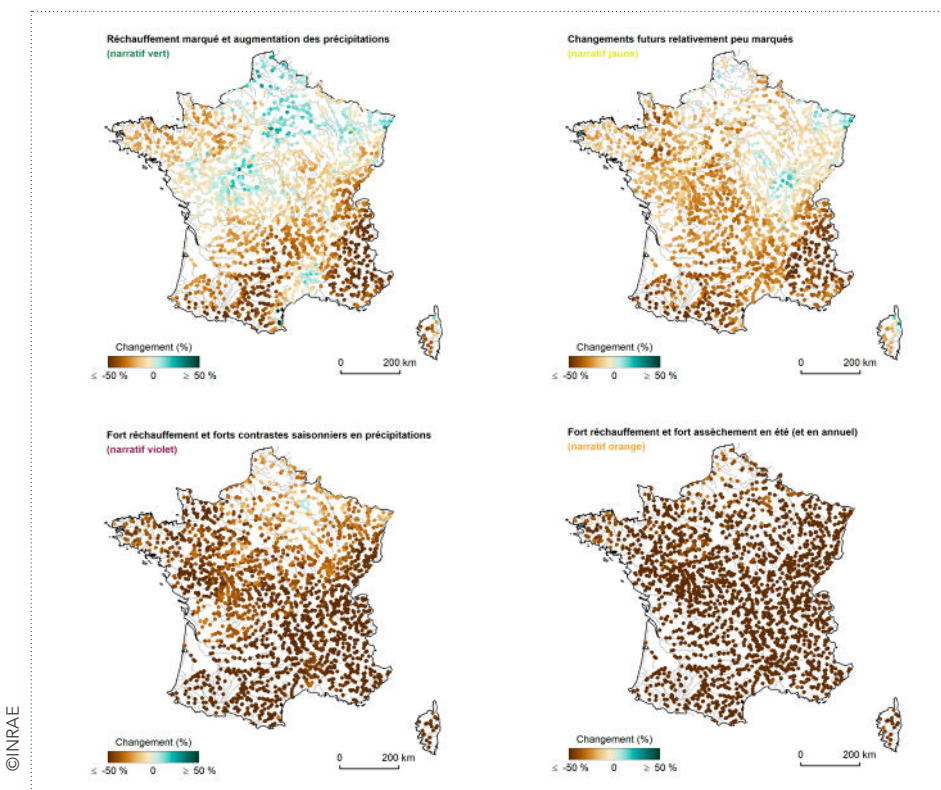 Réchauffement marqué et augmentation des précipitations
(narratif vert)
Changement (%)
≤ -50 % 0 ≥ 50 %
0 200 km
Changements futurs relativement peu marqués
(narratif jaune)
Changement (%)
≤ -50 % 0 ≥ 50 %
0 200 km
Fort réchauffement et forts contrastes saisonniers en précipitations
(narratif violet)
Changement (%)
≤ -50 % 0 ≥ 50 %
0 200 km
Fort réchauffement et fort assèchement en été (et en annuel)
(narratif orange)
Changement (%)
≤ -50 % 0 ≥ 50 %
0 200 km
©INRAE